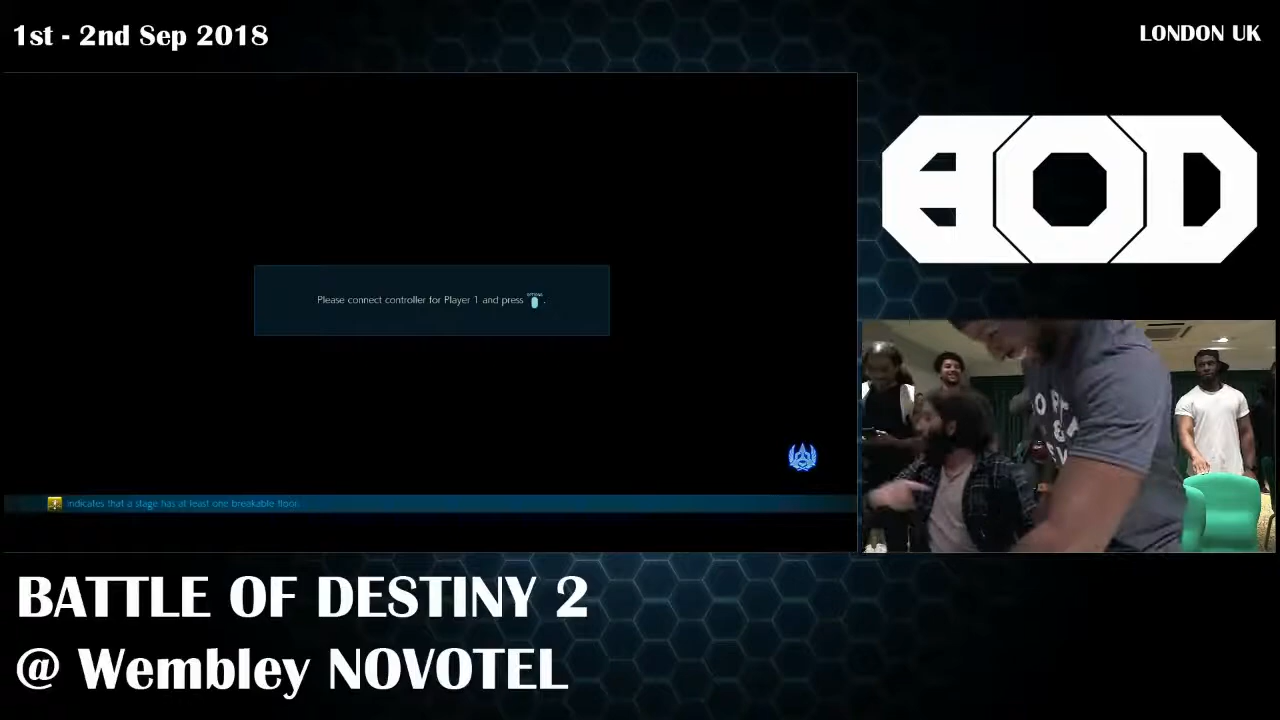 1st - 2nd Sep 2018
LONDON UK
BOD
Please connect controller for Player 1 and press OPTIONS .
indicates that a stage has at least one breakable floor.
BATTLE OF DESTINY 2
@ Wembley NOVOTEL